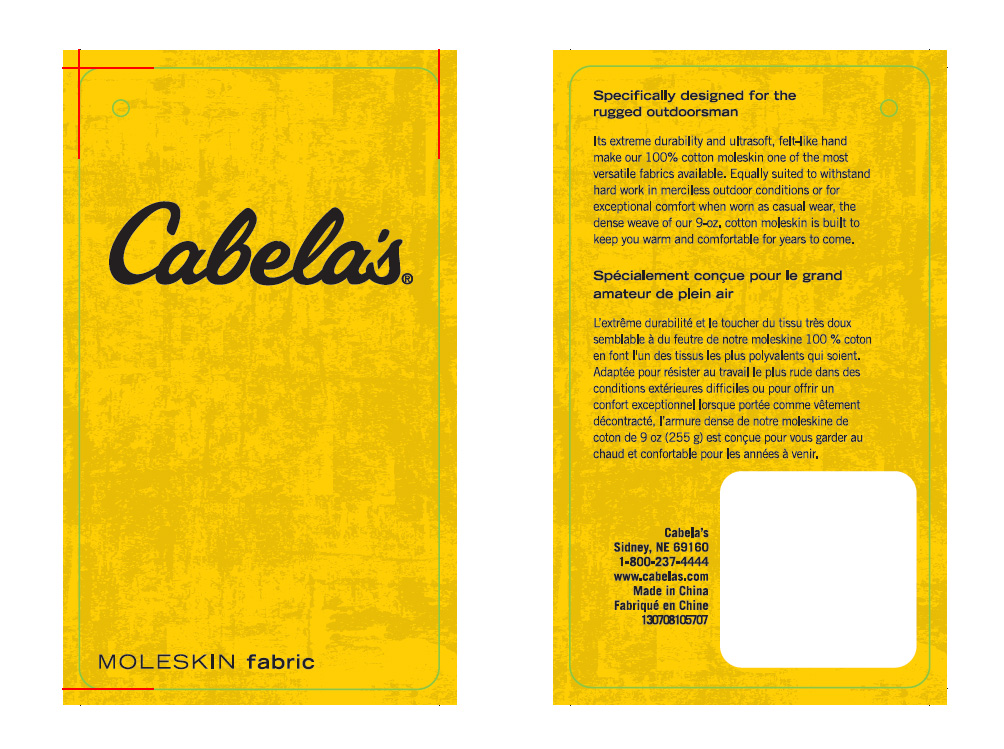 Cabela's®
MOLESKIN fabric
Specifically designed for the
rugged outdoorsman
Its extreme durability and ultrasoft, felt-like hand
make our 100% cotton moleskin one of the most
versatile fabrics available. Equally suited to withstand
hard work in merciless outdoor conditions or for
exceptional comfort when worn as casual wear, the
dense weave of our 9-oz. cotton moleskin is built to
keep you warm and comfortable for years to come.
Spécialement conçue pour le grand
amateur de plein air
L'extrême durabilité et le toucher du tissu très doux
semblable à du feutre de notre moleskine 100 % coton
en font l'un des tissus les plus polyvalents qui soient.
Adaptée pour résister au travail le plus rude dans des
conditions extérieures difficiles ou pour offrir un
confort exceptionnel lorsque portée comme vêtement
décontracté, l'armure dense de notre moleskine de
coton de 9 oz (255 g) est conçue pour vous garder au
chaud et confortable pour les années à venir.
Cabela's
Sidney, NE 69160
1-800-237-4444
www.cabelas.com
Made in China
Fabriqué en Chine
130708105707